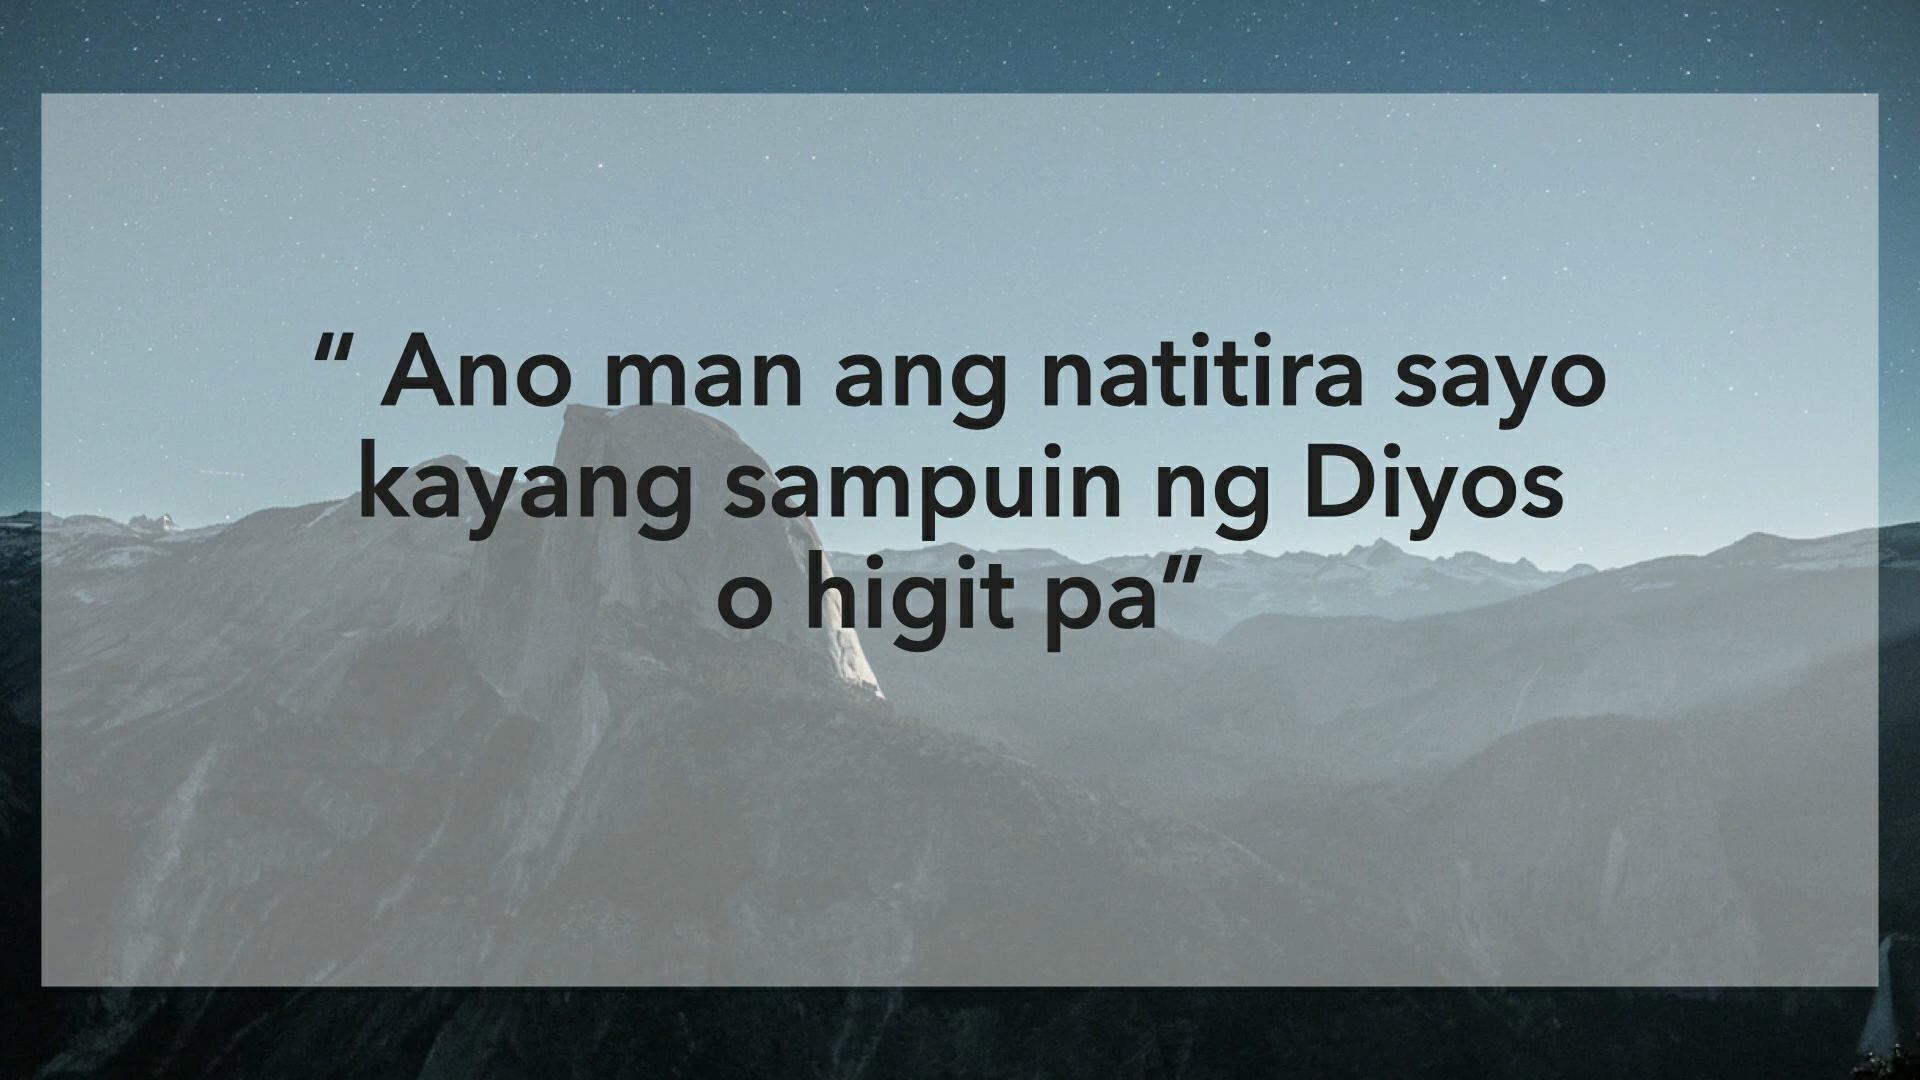 “ Ano man ang natitira sayo
kayang sampuin ng Diyos
o higit pa”